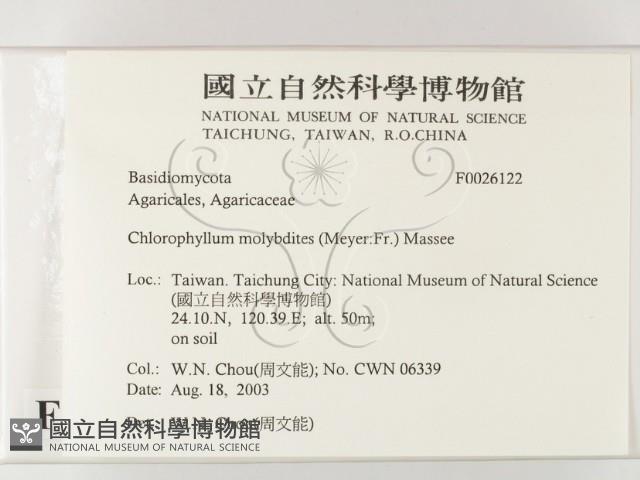 國立自然科學博物館
NATIONAL MUSEUM OF NATURAL SCIENCE
TAICHUNG, TAIWAN, R.O.CHINA
Basidiomycota F0026122
Agaricales, Agaricaceae
Chlorophyllum molybdites (Meyer:Fr.) Massee
Loc.: Taiwan. Taichung City: National Museum of Natural Science
(國立自然科學博物館)
24.10.N, 120.39.E; alt. 50m;
on soil
Col.: W.N. Chou(周文能); No. CWN 06339
Date: Aug. 18, 2003
Det.: W.N. Chou(周文能)
F
國立自然科學博物館
NATIONAL MUSEUM OF NATURAL SCIENCE